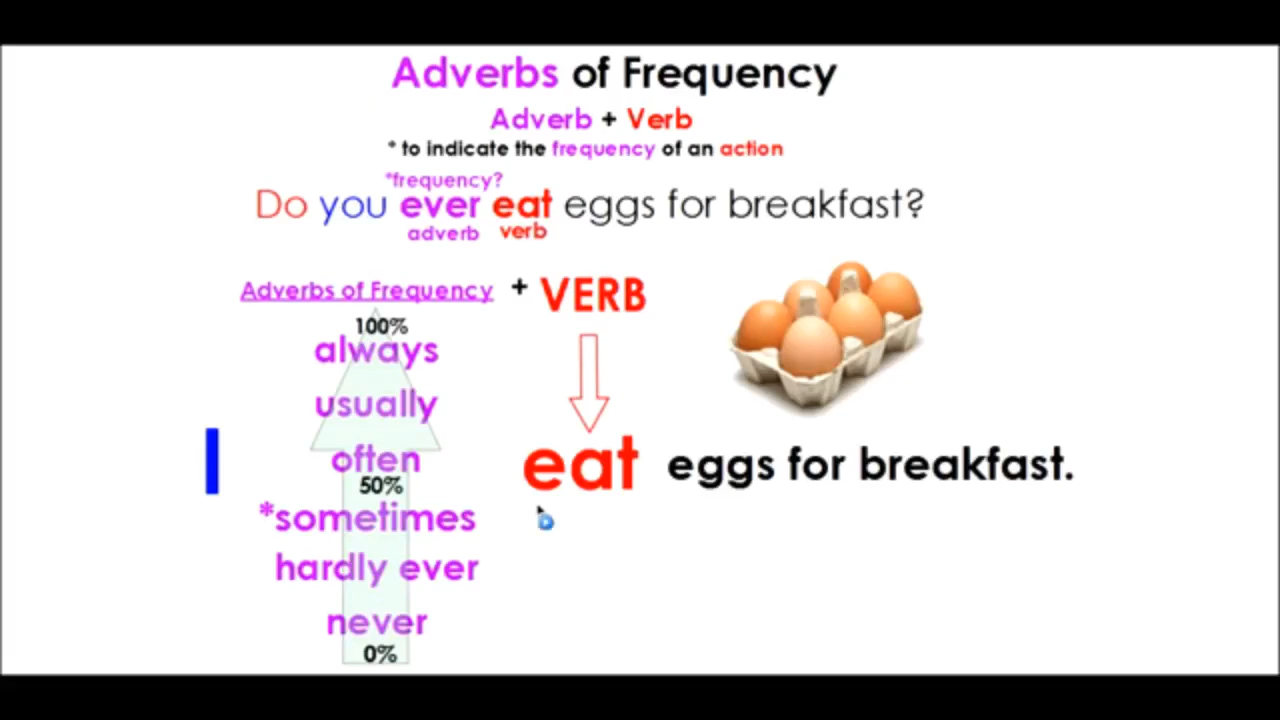 Adverbs of Frequency
Adverb + Verb
* to indicate the frequency of an action
*frequency?
Do you ever eat eggs for breakfast?
adverb verb
Adverbs of Frequency + VERB
100%
always
usually
I often eat eggs for breakfast.
50%
*sometimes
hardly ever
never
0%